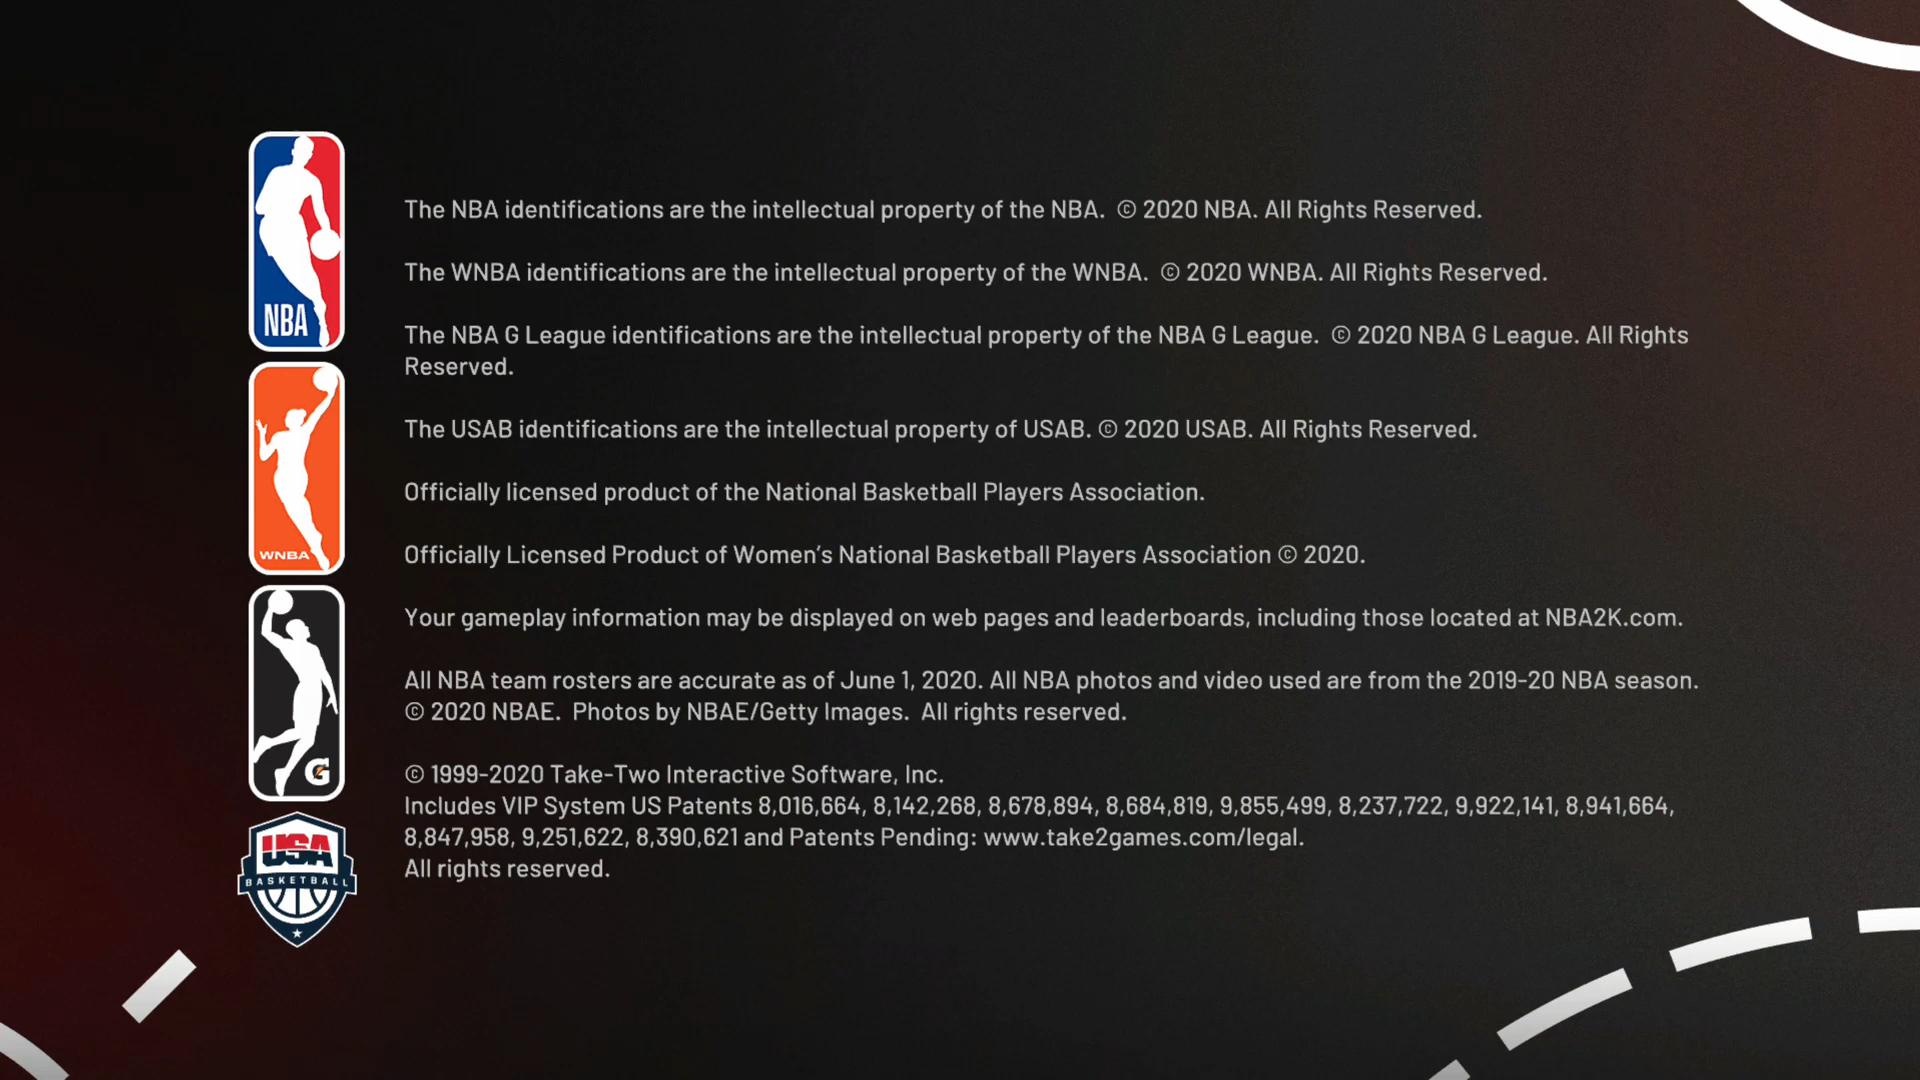 NBA
The NBA identifications are the intellectual property of the NBA.  © 2020 NBA. All Rights Reserved.
The WNBA identifications are the intellectual property of the WNBA.  © 2020 WNBA. All Rights Reserved.
The NBA G League identifications are the intellectual property of the NBA G League.  © 2020 NBA G League. All Rights
Reserved.
The USAB identifications are the intellectual property of USAB. © 2020 USAB. All Rights Reserved.
Officially licensed product of the National Basketball Players Association.
WNBA
Officially Licensed Product of Women’s National Basketball Players Association © 2020.
Your gameplay information may be displayed on web pages and leaderboards, including those located at NBA2K.com.
All NBA team rosters are accurate as of June 1, 2020. All NBA photos and video used are from the 2019-20 NBA season.
© 2020 NBAE.  Photos by NBAE/Getty Images.  All rights reserved.
G
© 1999-2020 Take-Two Interactive Software, Inc.
Includes VIP System US Patents 8,016,664, 8,142,268, 8,678,894, 8,684,819, 9,855,499, 8,237,722, 9,922,141, 8,941,664,
8,847,958, 9,251,622, 8,390,621 and Patents Pending: www.take2games.com/legal.
All rights reserved.
USA
BASKETBALL